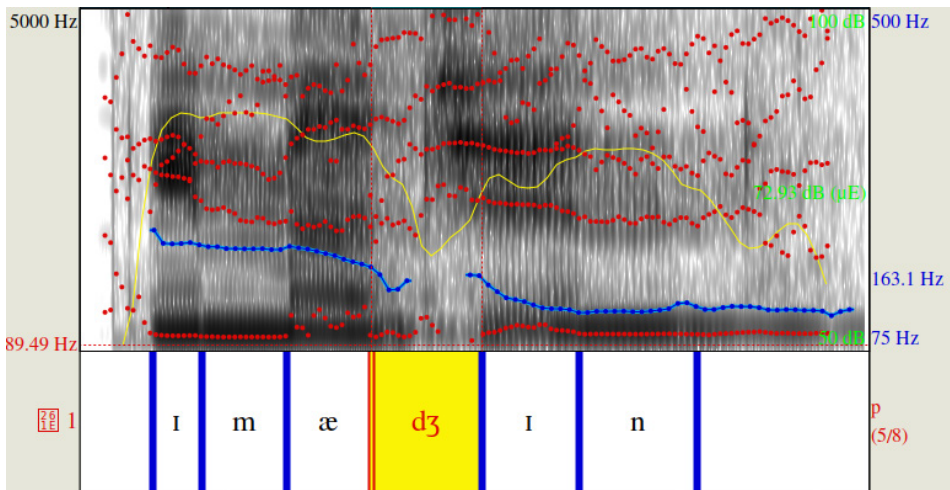 5000 Hz
100 dB
500 Hz
72.93 dB (µE)
163.1 Hz
89.49 Hz
50 dB
75 Hz
261E 1
ɪ m æ dʒ ɪ n
p
(5/8)